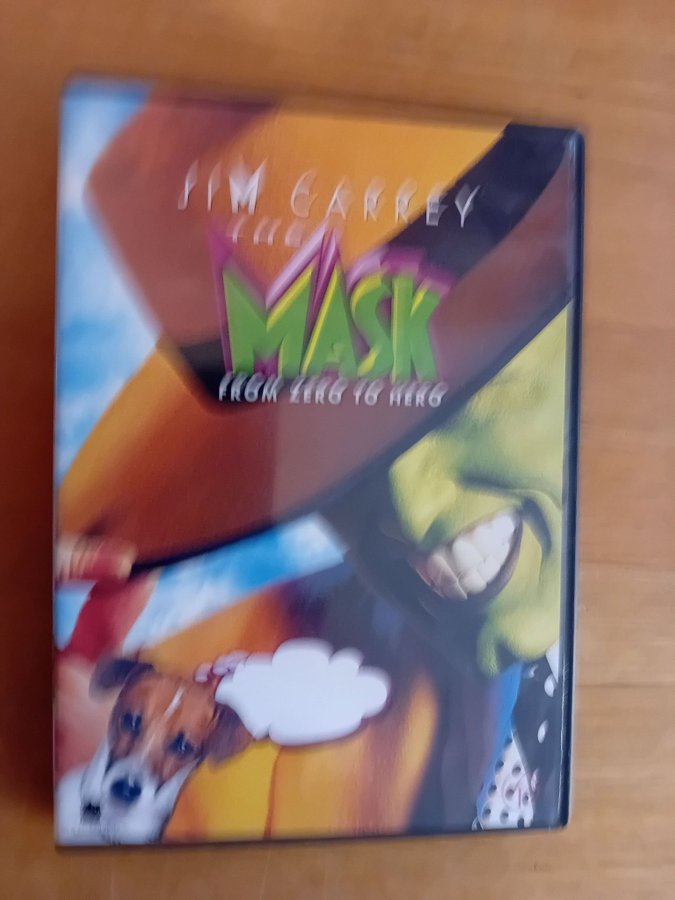 JIM CARREY
THE
MASK
FROM ZERO TO HERO